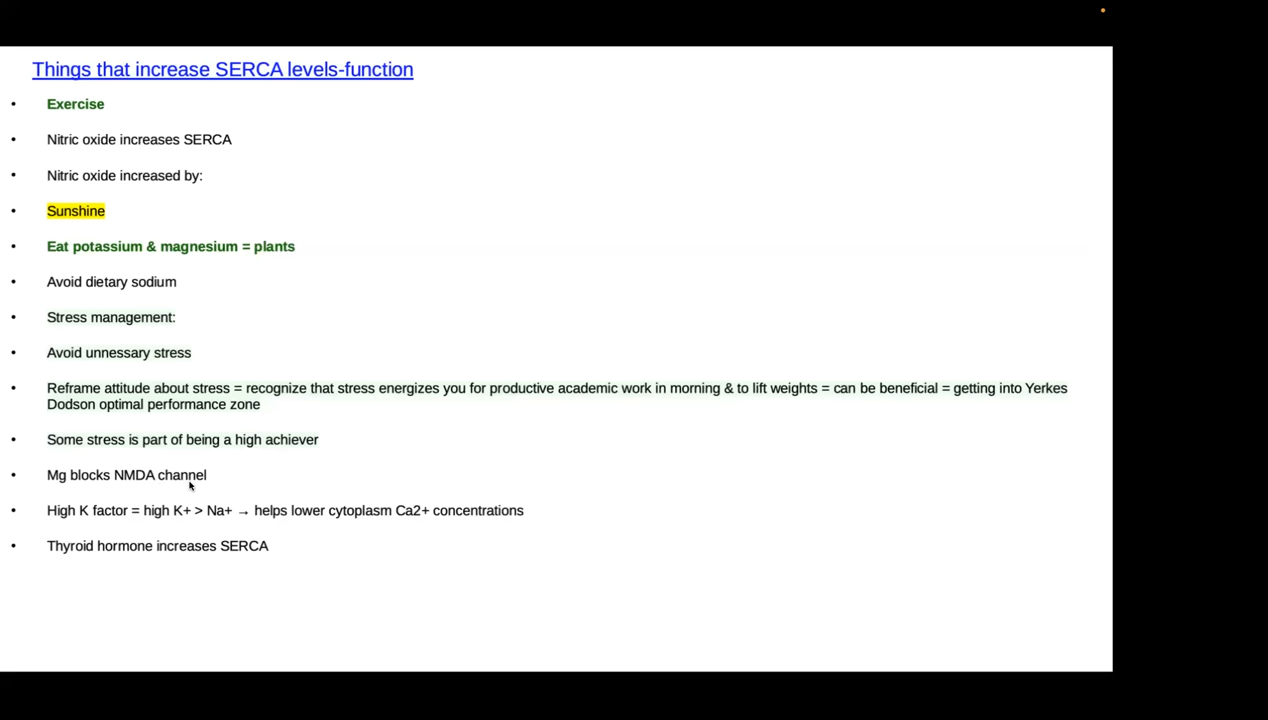 Things that increase SERCA levels-function
• Exercise
• Nitric oxide increases SERCA
• Nitric oxide increased by:
• Sunshine
• Eat potassium & magnesium = plants
• Avoid dietary sodium
• Stress management:
• Avoid unnessary stress
• Reframe attitude about stress = recognize that stress energizes you for productive academic work in morning & to lift weights = can be beneficial = getting into Yerkes
Dodson optimal performance zone
• Some stress is part of being a high achiever
• Mg blocks NMDA channel
• High K factor = high K+ > Na+ → helps lower cytoplasm Ca2+ concentrations
• Thyroid hormone increases SERCA